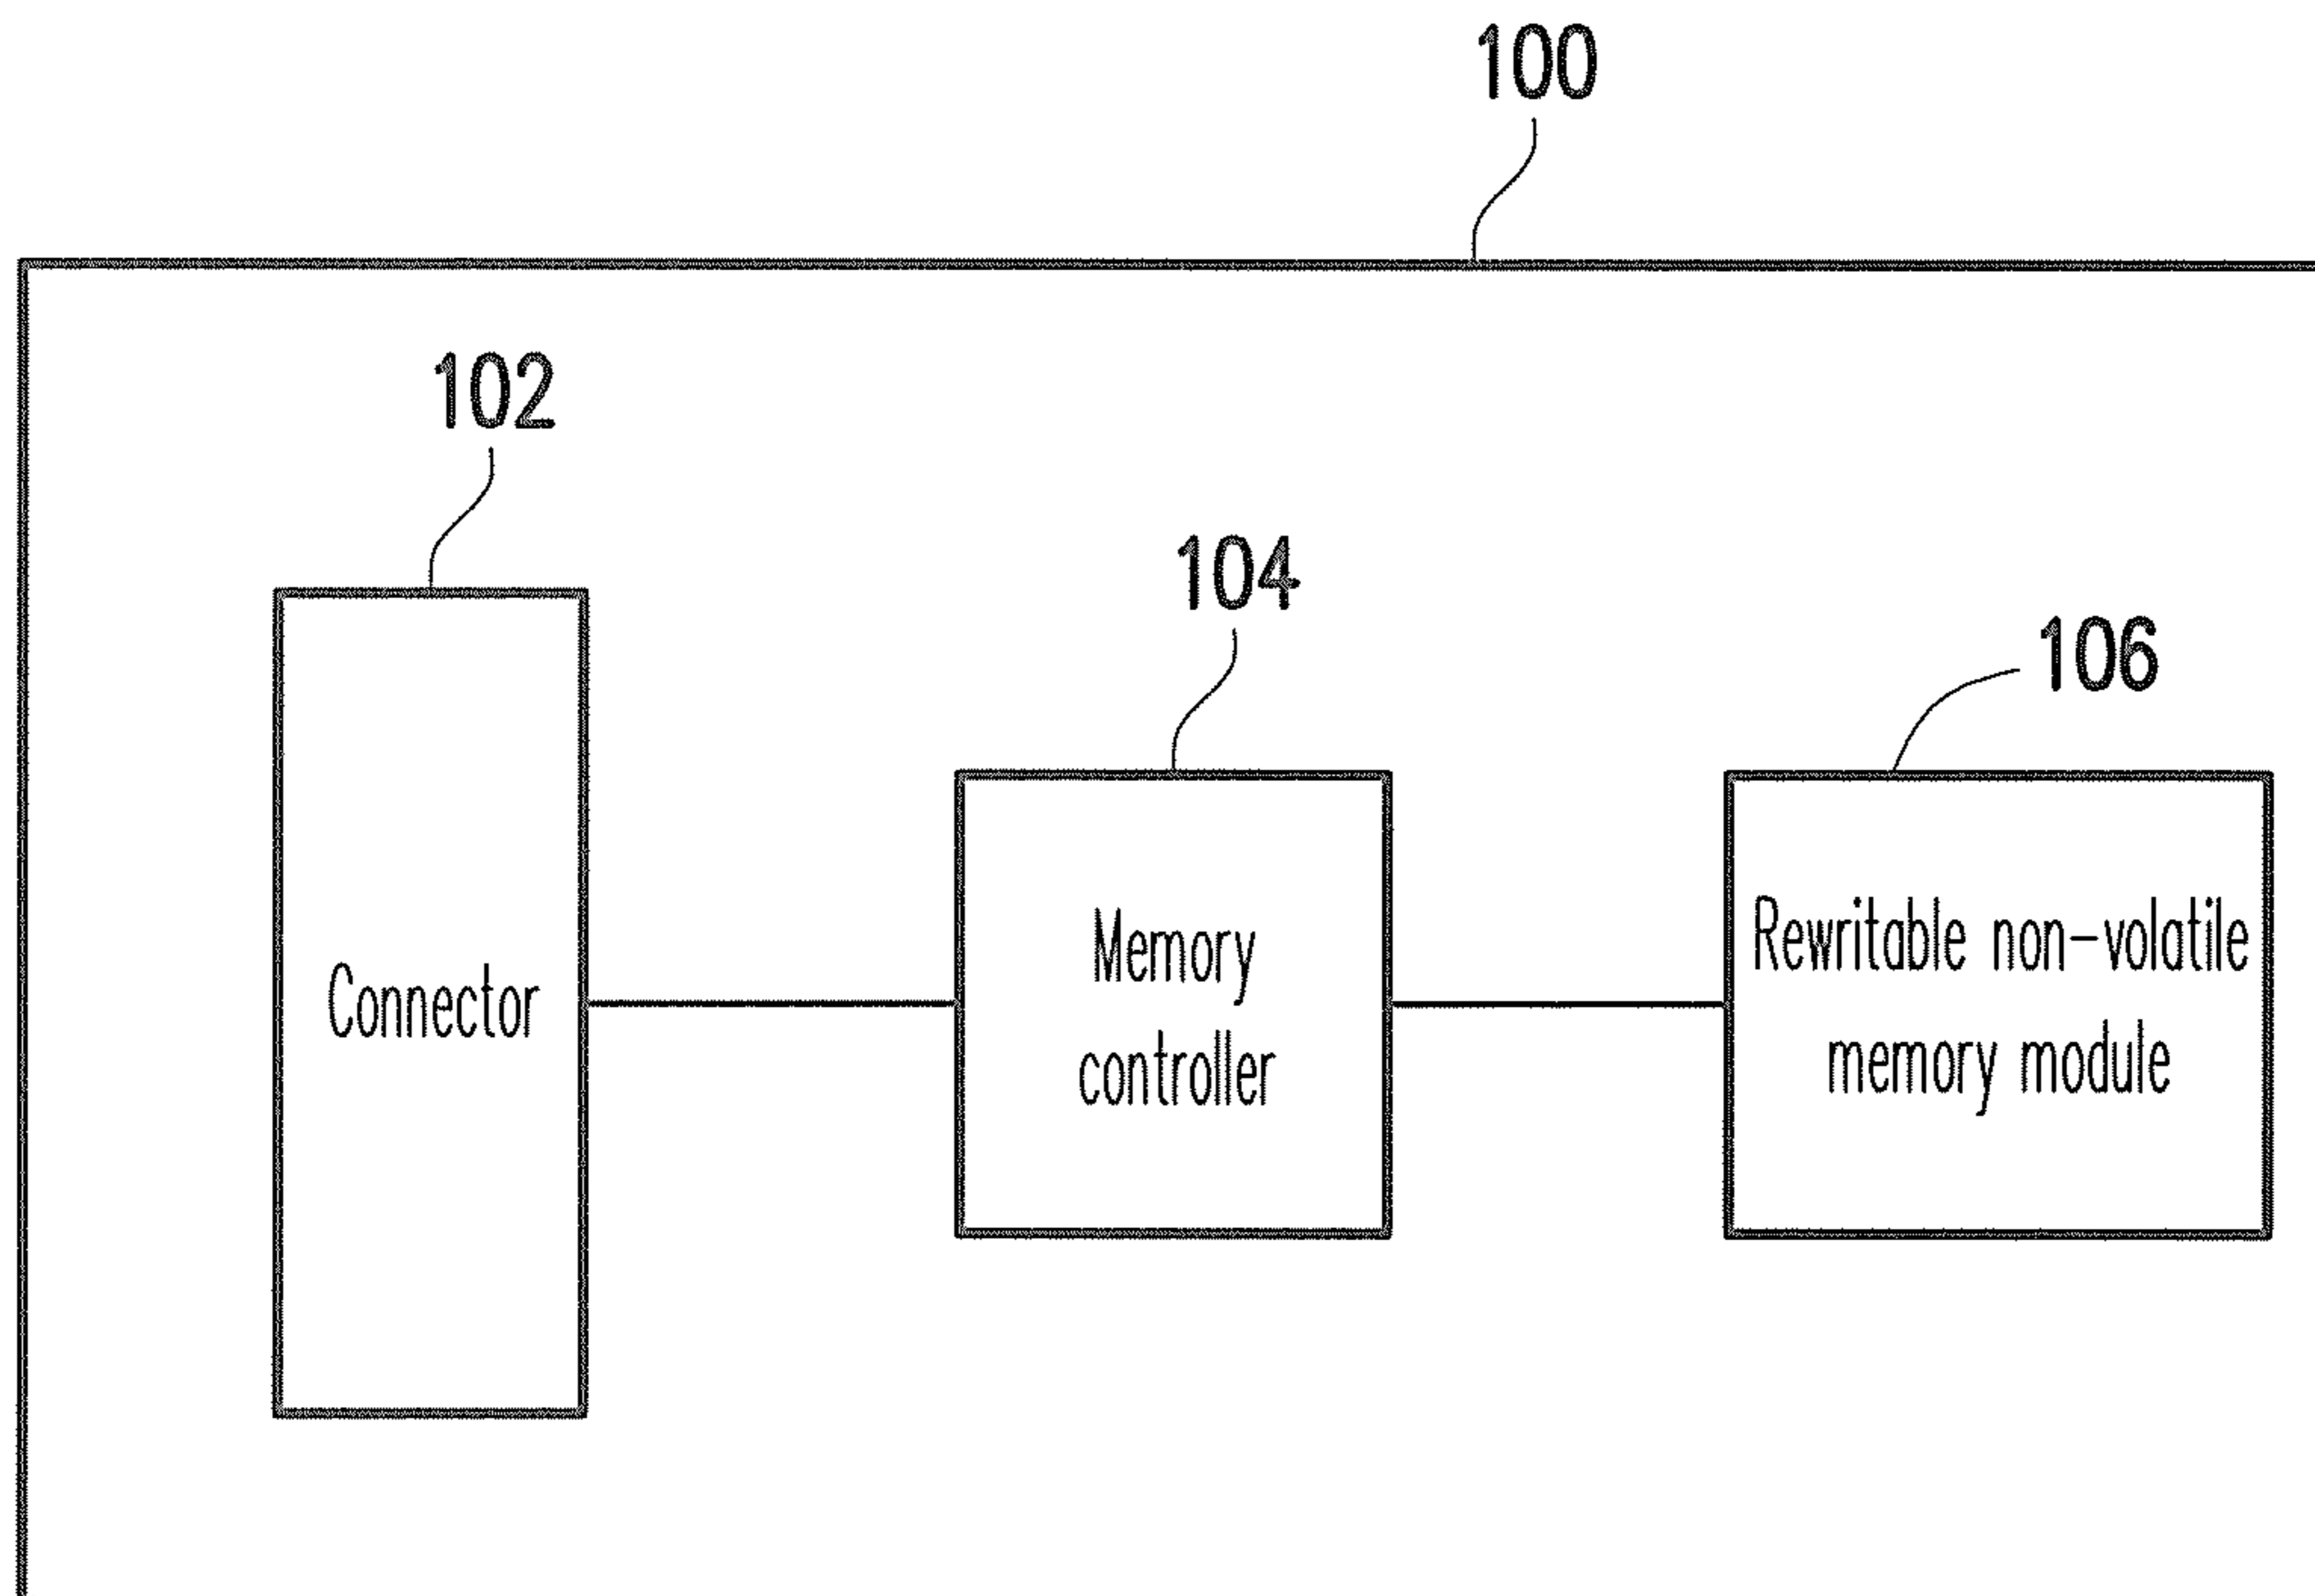 100
102
104
106
Connector
Memory
controller
Rewritable non-volatile
memory module